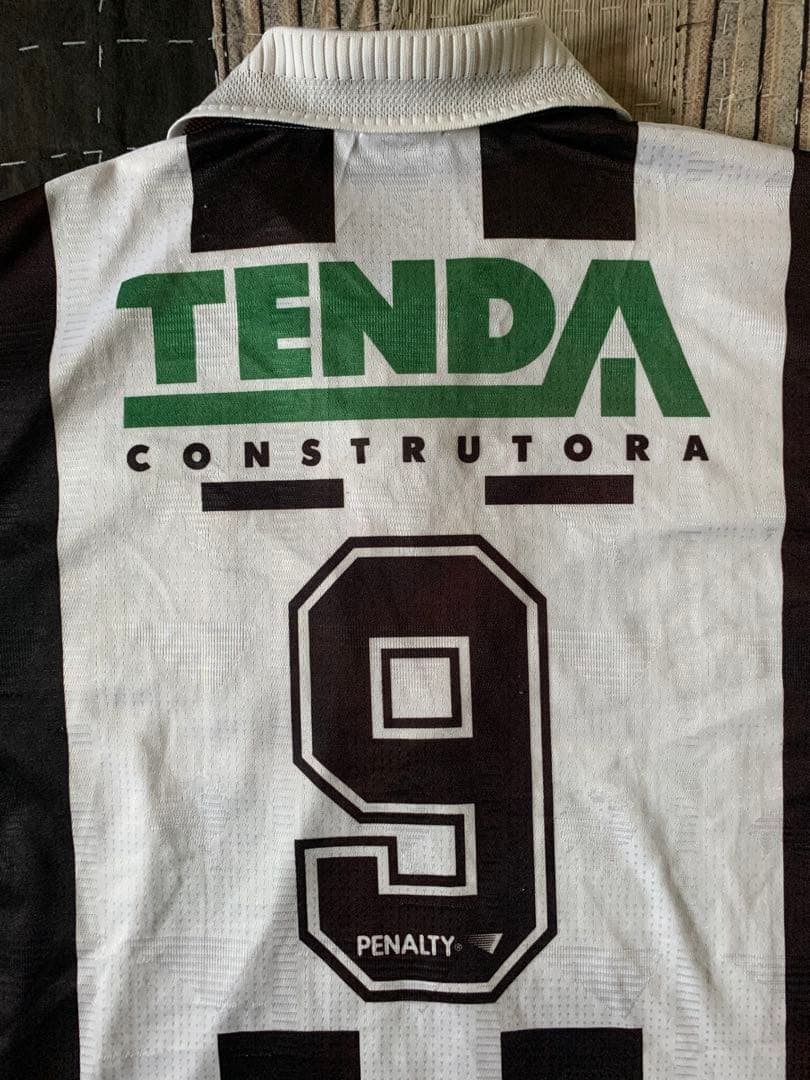 TENDA
CONSTRUTORA
9
PENALTY®